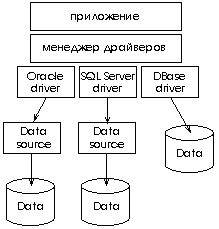 приложение
менеджер драйверов
Oracle driver
SQL Server driver
DBase driver
Data source
Data source
Data
Data
Data